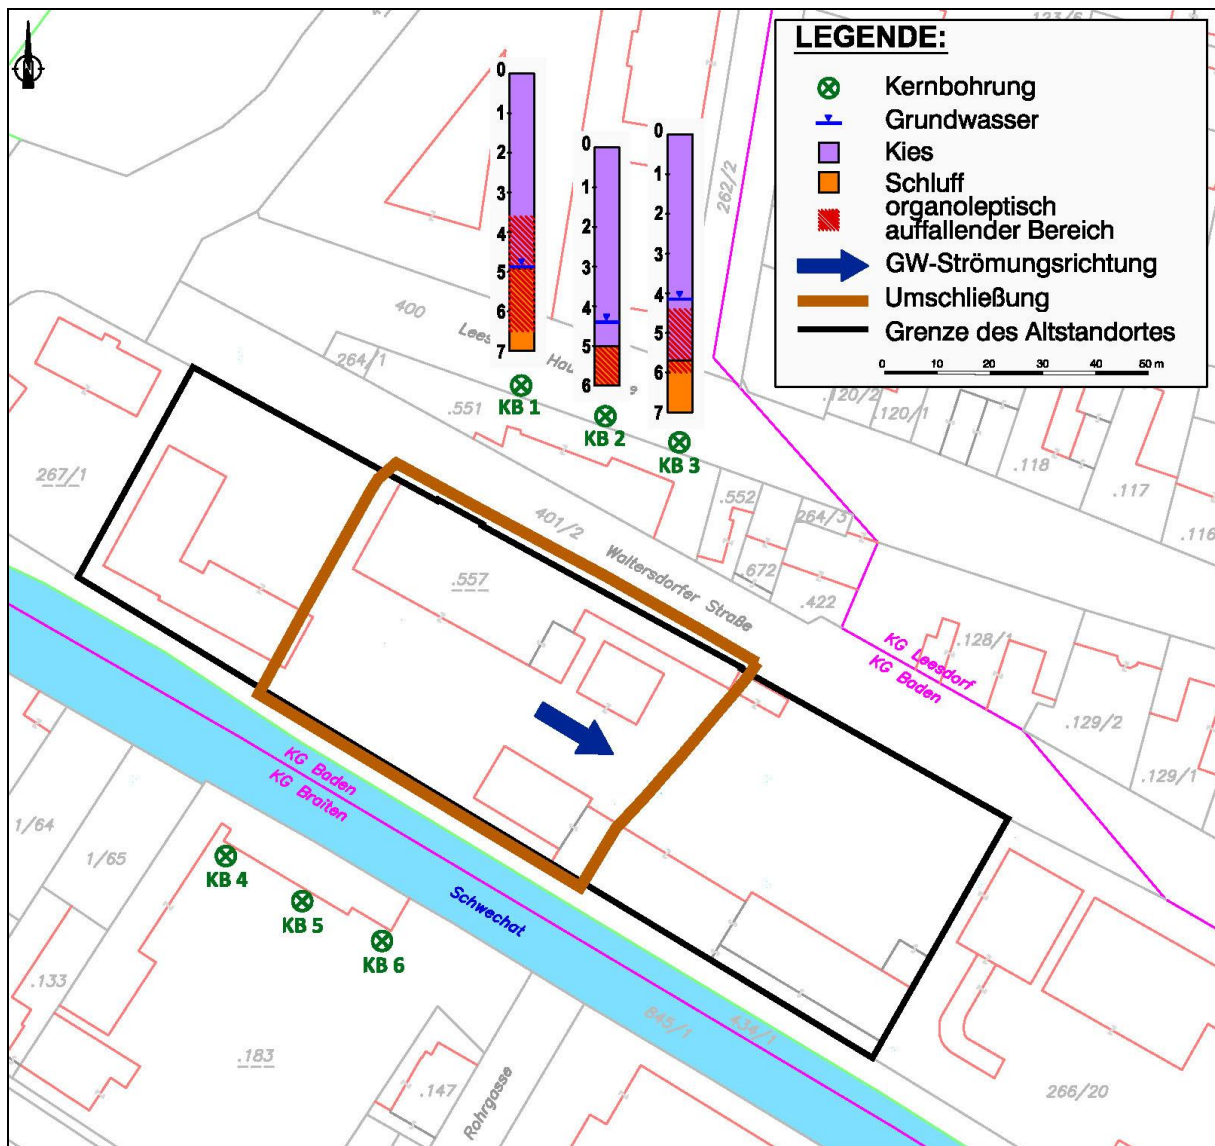 N
LEGENDE:
Kernbohrung
Grundwasser
Kies
Schluff
organoleptisch
auffallender Bereich
GW-Strömungsrichtung
Umschließung
Grenze des Altstandortes
0 10 20 30 40 50 m
123/6
262/2
0
1
2
3
4
5
6
7
KB 1
0
1
2
3
4
5
6
KB 2
0
1
2
3
4
5
6
7
KB 3
400
264/1
.551
267/1
.557
401/2
Waltersdorfer Straße
.552
264/3
.672
.422
.120/2
.120/1
.118
.117
.116
KG Leesdorf
KG Baden
.128/1
.129/2
.129/1
KG Baden
KG Braiten
Schwechat
1/64
1/65
KB 4
KB 5
KB 6
.133
.183
.147
Rohrgasse
845/1
434/1
266/20